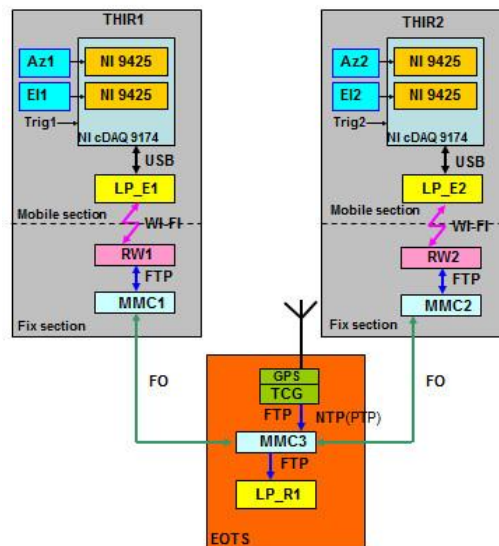 THIR1
Az1
NI 9425
El1
NI 9425
Trig1
NI cDAQ 9174
USB
LP_E1
Mobile section
WI-FI
RW1
FTP
MMC1
Fix section
FO
THIR2
Az2
NI 9425
El2
NI 9425
Trig2
NI cDAQ 9174
USB
LP_E2
Mobile section
WI-FI
RW2
FTP
MMC2
Fix section
FO
GPS
TCG
FTP
NTP(PTP)
MMC3
FTP
LP_R1
EOTS